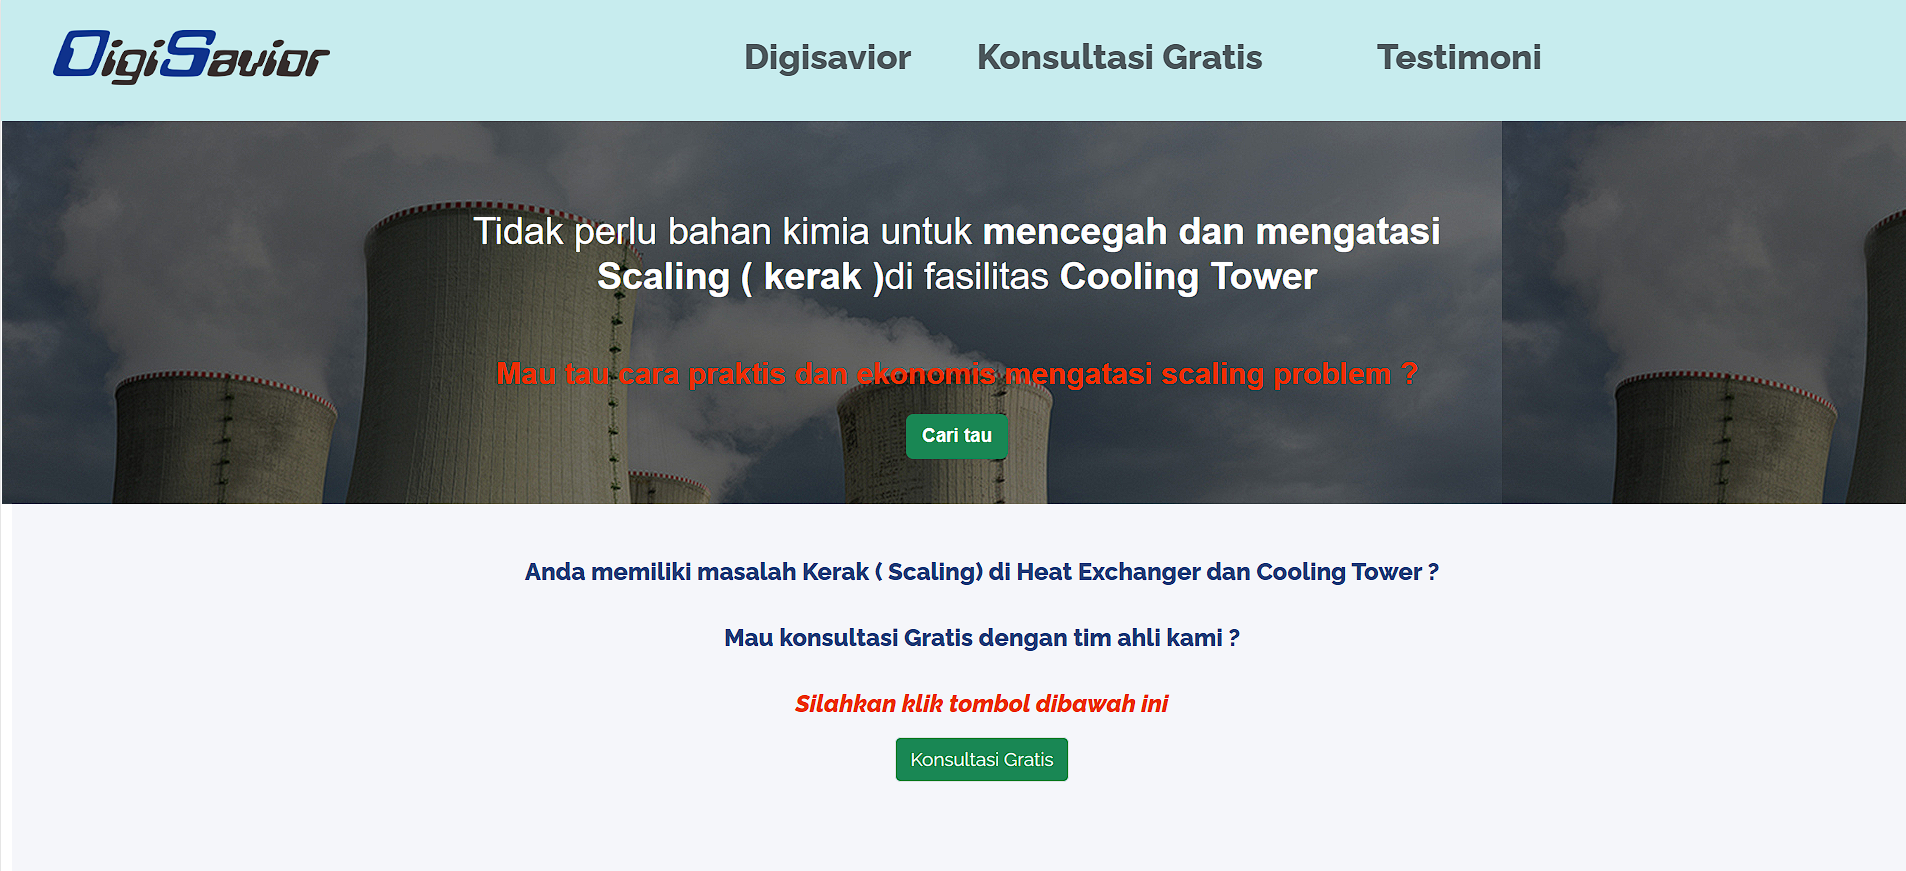 DigiSavior
Digisavior
Konsultasi Gratis
Testimoni
Tidak perlu bahan kimia untuk mencegah dan mengatasi
Scaling ( kerak )di fasilitas Cooling Tower
Mau tau cara praktis dan ekonomis mengatasi scaling problem ?
Cari tau
Anda memiliki masalah Kerak ( Scaling) di Heat Exchanger dan Cooling Tower ?
Mau konsultasi Gratis dengan tim ahli kami ?
Silahkan klik tombol dibawah ini
Konsultasi Gratis